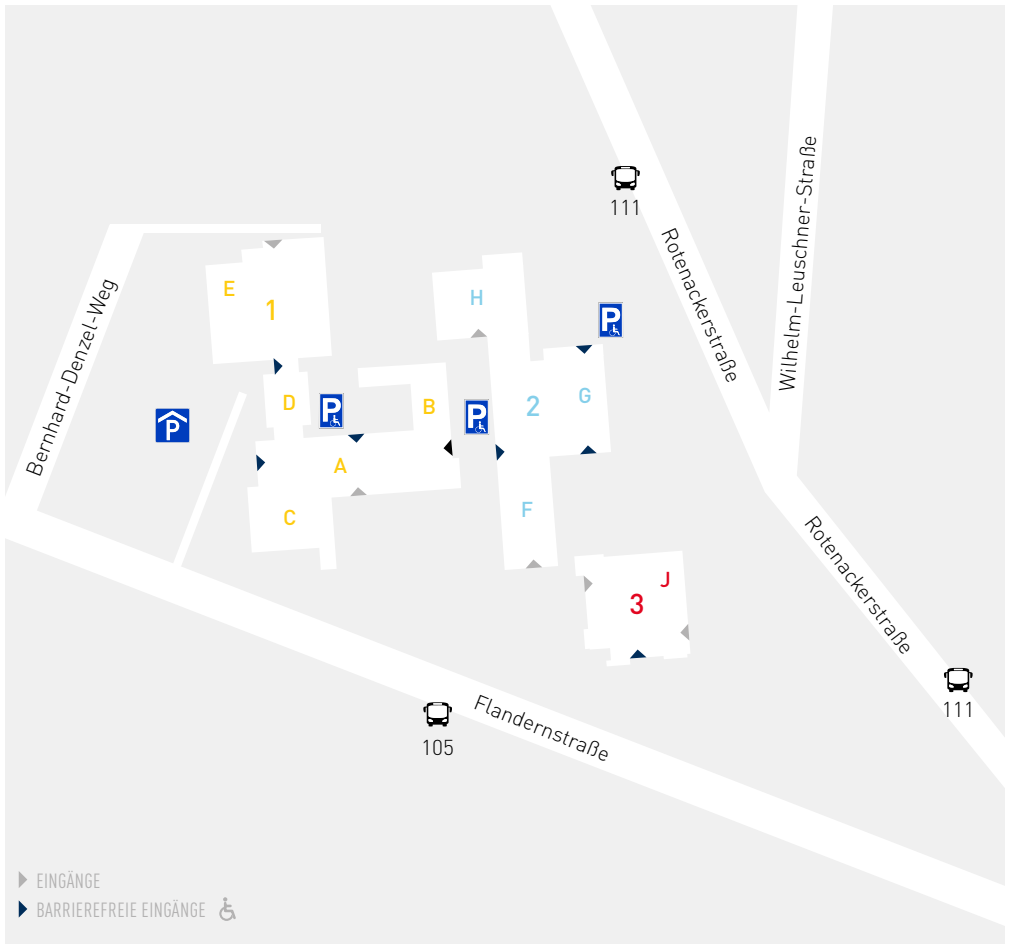 111
Rotenackerstraße
Wilhelm-Leuschner-Straße
Bernhard-Denzel-Weg
E
1
H
P
D
P
B
P
2
G
P
A
C
F
J
3
Rotenackerstraße
111
105
Flandernstraße
EINGÄNGE
BARRIEREFREIE EINGÄNGE